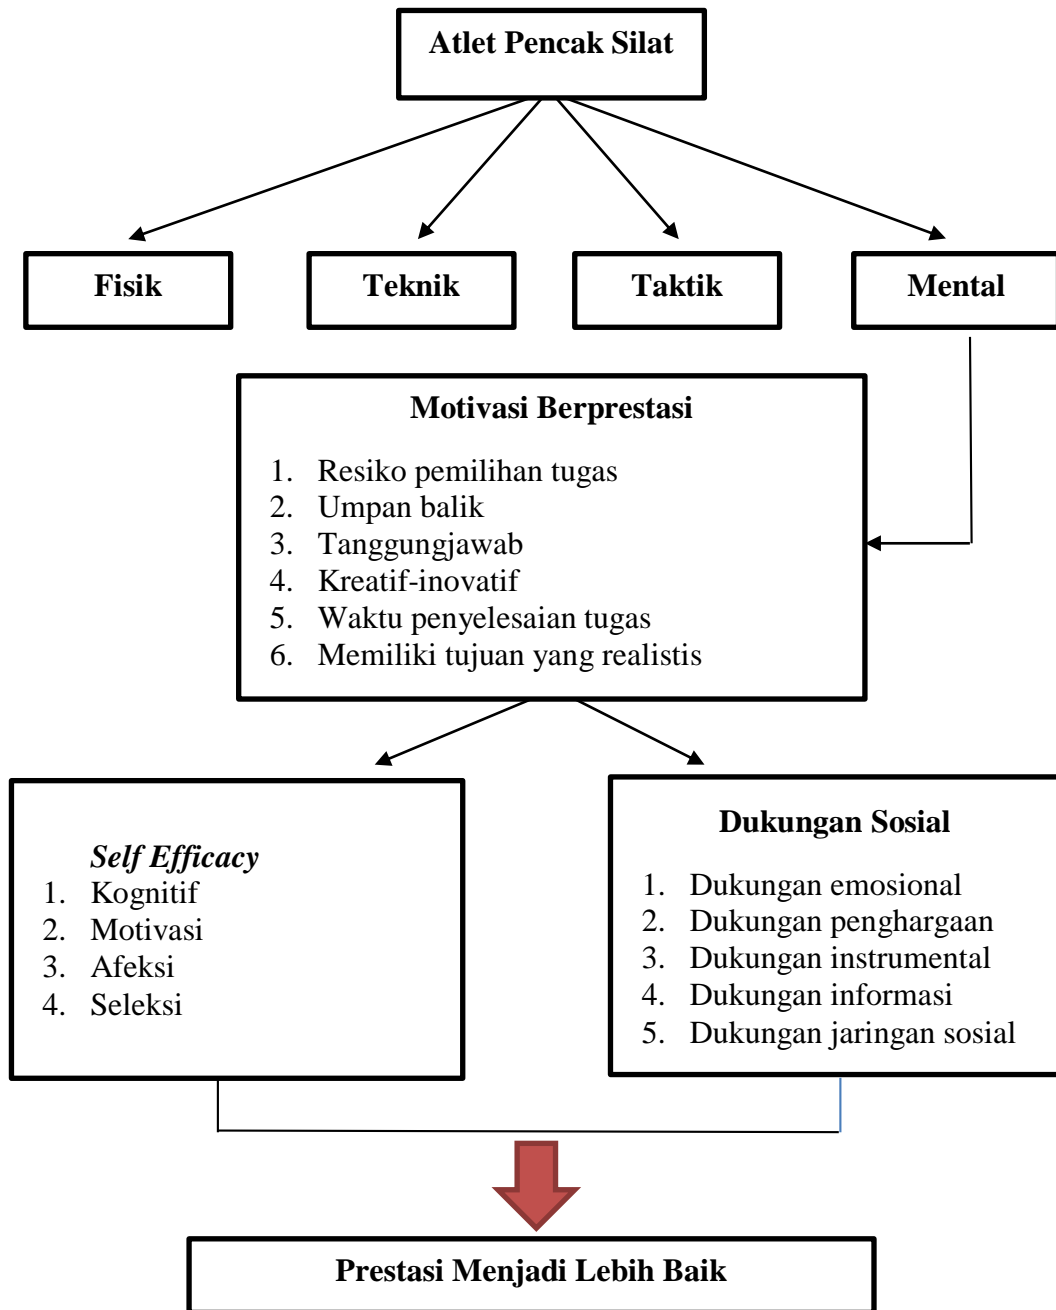 Atlet Pencak Silat
Fisik
Teknik
Taktik
Mental
Motivasi Berprestasi
1. Resiko pemilihan tugas
2. Umpan balik
3. Tanggungjawab
4. Kreatif-inovatif
5. Waktu penyelesaian tugas
6. Memiliki tujuan yang realistis
Self Efficacy
1. Kognitif
2. Motivasi
3. Afeksi
4. Seleksi
Dukungan Sosial
1. Dukungan emosional
2. Dukungan penghargaan
3. Dukungan instrumental
4. Dukungan informasi
5. Dukungan jaringan sosial
Prestasi Menjadi Lebih Baik